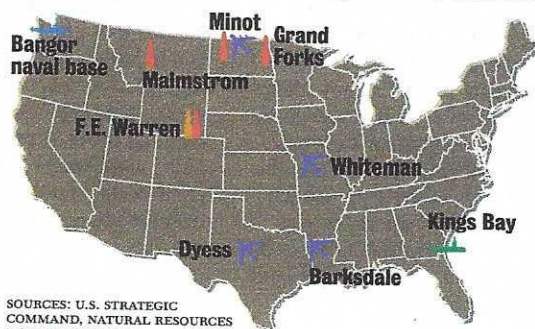 Minot
Grand
Forks
Bangor
naval base
Malmstrom
F.E. Warren
Whiteman
Kings Bay
Dyess
Barksdale
SOURCES: U.S. STRATEGIC
COMMAND, NATURAL RESOURCES